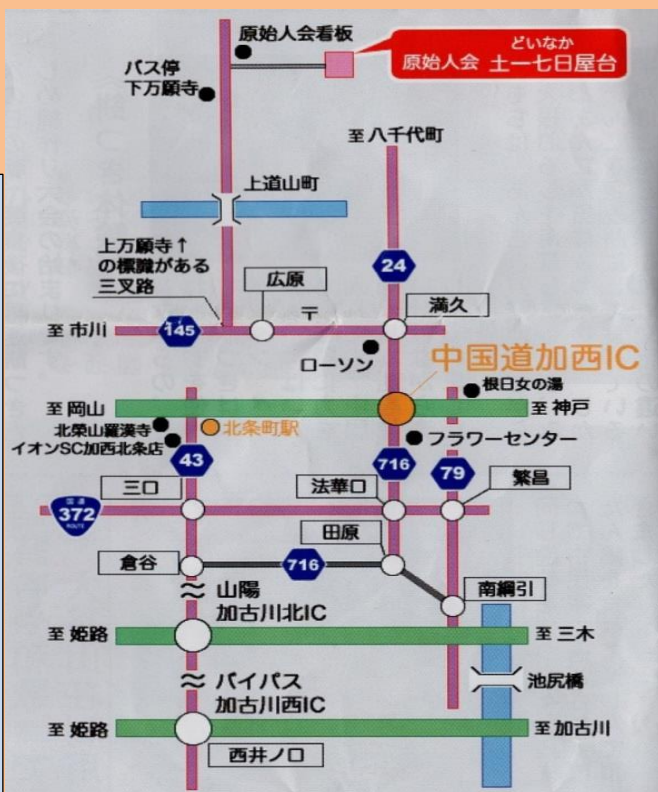 原始人会看板
どいなか
原始人会 土一七日屋台
バス停
下万願寺
至 八千代町
上道山町
上万願寺↑
の標識がある
三叉路
24
広原
満久
〒
至 市川
145
ローソン
中国道加西IC
根日女の湯
至 岡山
至 神戸
北栄山羅漢寺
北条町駅
フラワーセンター
イオンSC加西北条店
43
716
79
三口
法華口
繁昌
国道
372
ROUTE
田原
倉谷
716
南網引
山陽
加古川北IC
至 姫路
至 三木
バイパス
池尻橋
加古川西IC
至 姫路
至 加古川
西井ノ口